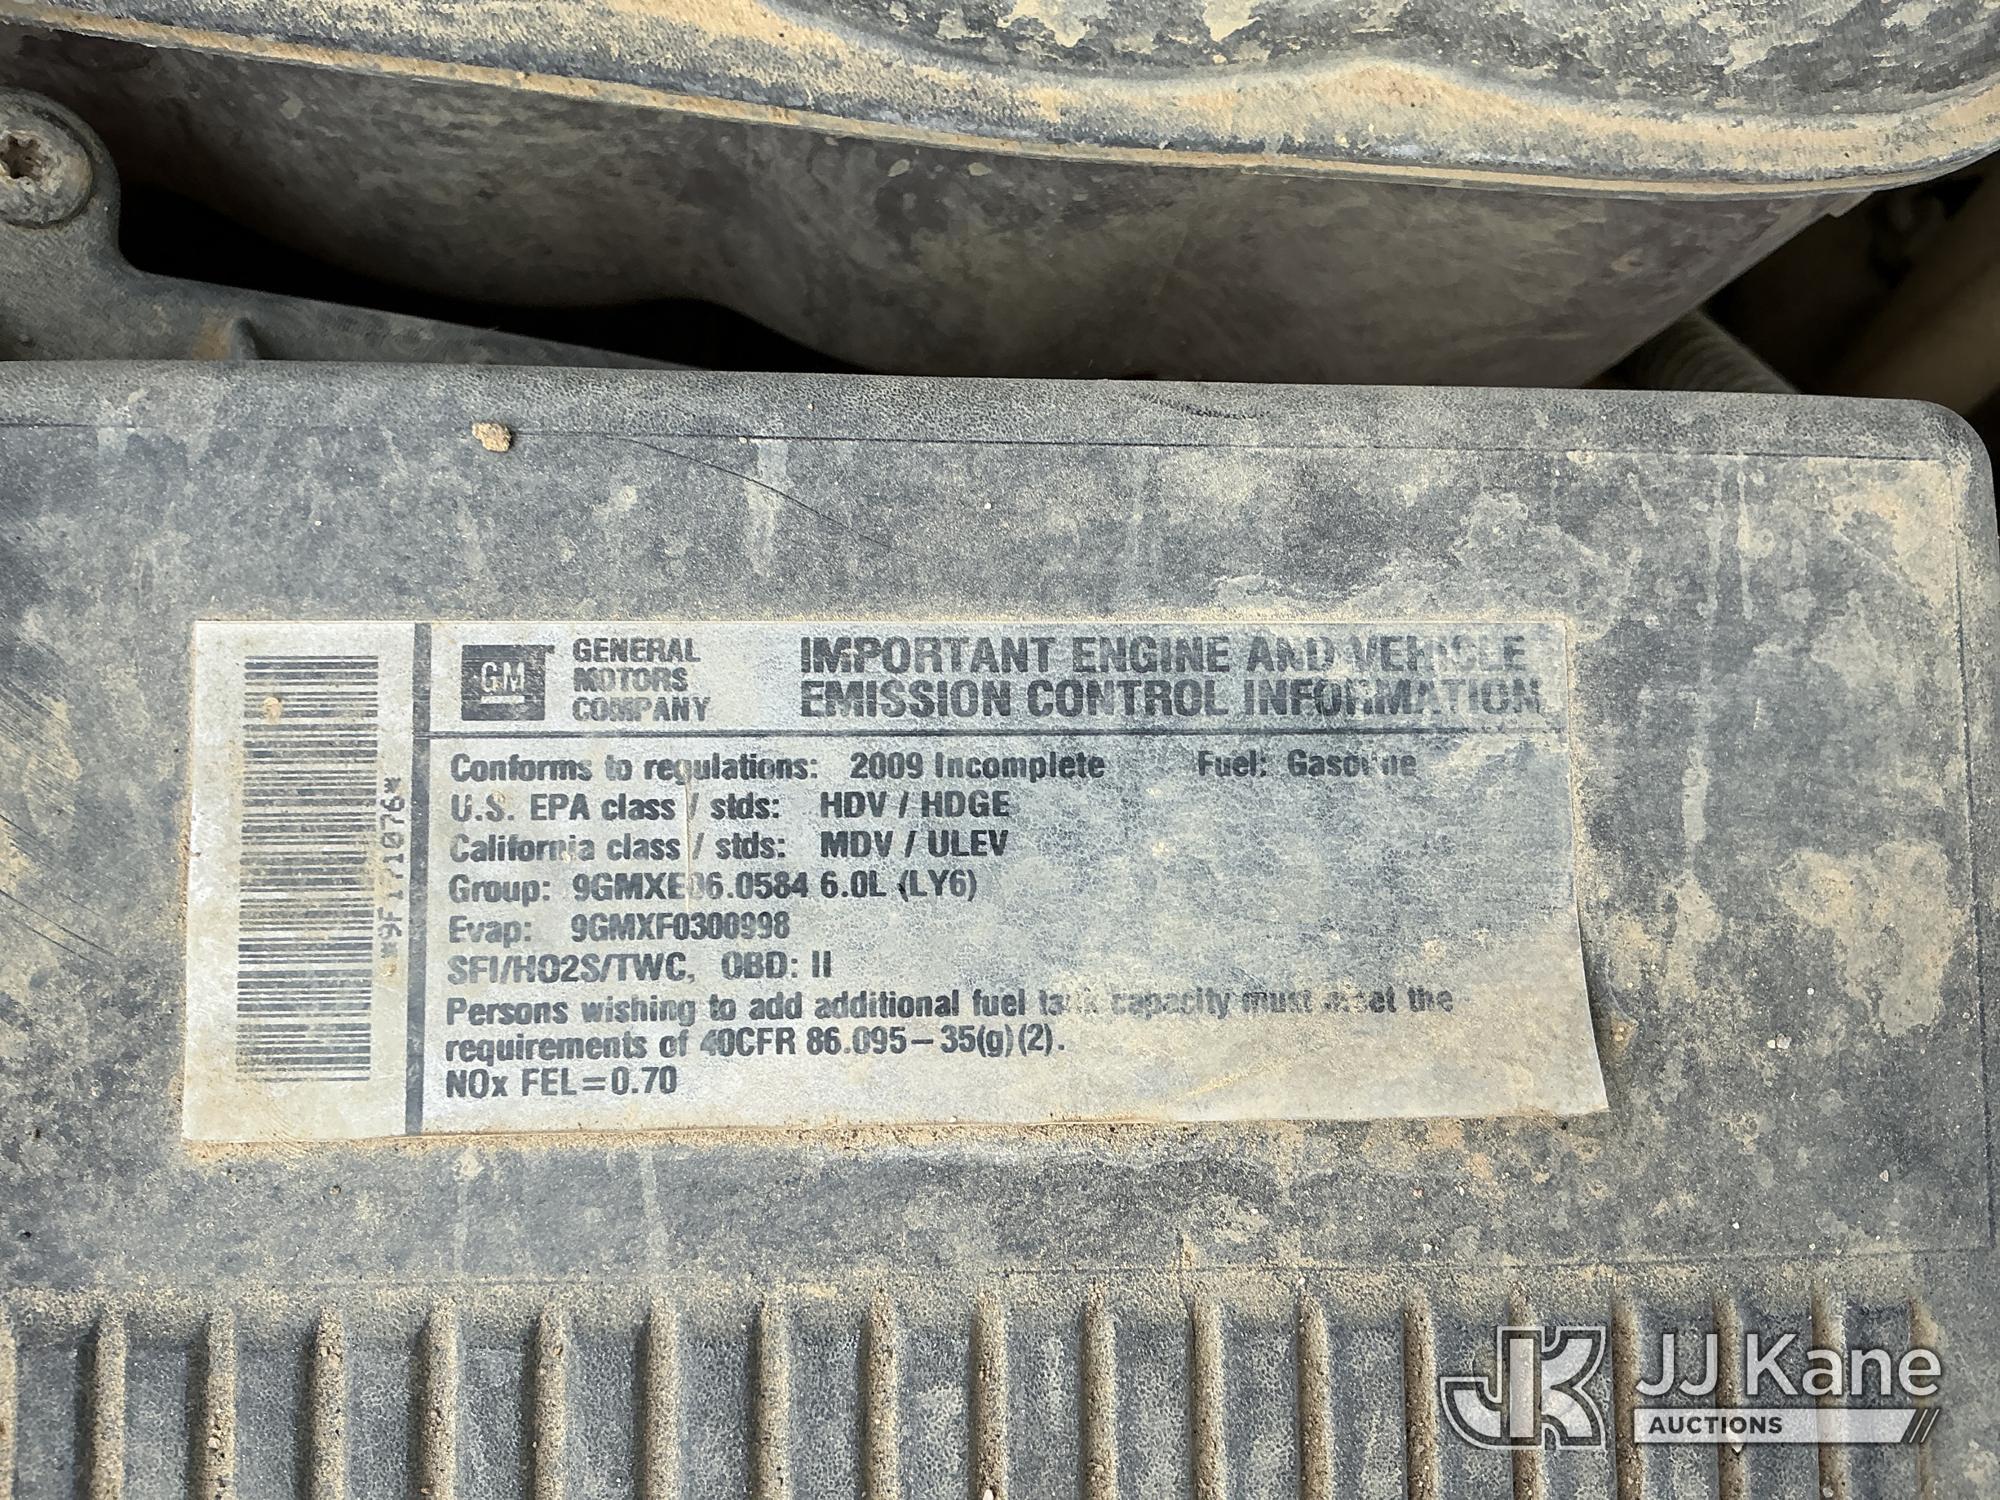 *9F171076*
GM
GENERAL
MOTORS
COMPANY
IMPORTANT ENGINE AND VEHICLE
EMISSION CONTROL INFORMATION
Conforms to regulations: 2009 Incomplete Fuel: Gasoline
U.S. EPA class / stds: HDV / HDGE
California class / stds: MDV / ULEV
Group: 9GMXE06.0584 6.0L (LY6)
Evap: 9GMXF0300998
SFI/HO2S/TWC, OBD: II
Persons wishing to add additional fuel tank capacity must meet the
requirements of 40CFR 86.095-35(g)(2).
NOx FEL=0.70
JK JJ Kane
AUCTIONS